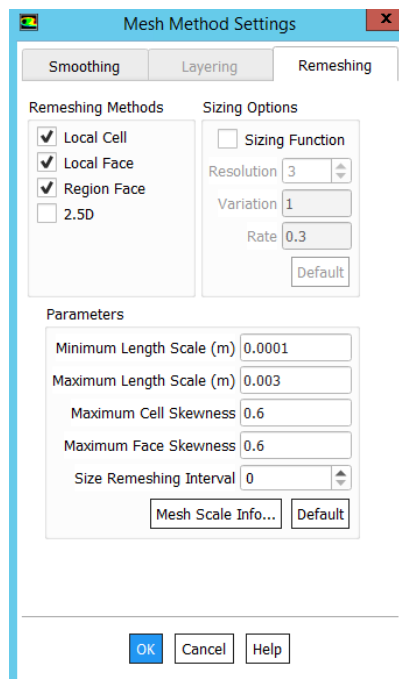 Mesh Method Settings
x
Smoothing
Layering
Remeshing
Remeshing Methods
Local Cell
Local Face
Region Face
2.5D
Sizing Options
Sizing Function
Resolution 3
Variation 1
Rate 0.3
Default
Parameters
Minimum Length Scale (m) 0.0001
Maximum Length Scale (m) 0.003
Maximum Cell Skewness 0.6
Maximum Face Skewness 0.6
Size Remeshing Interval 0
Mesh Scale Info... Default
OK Cancel Help